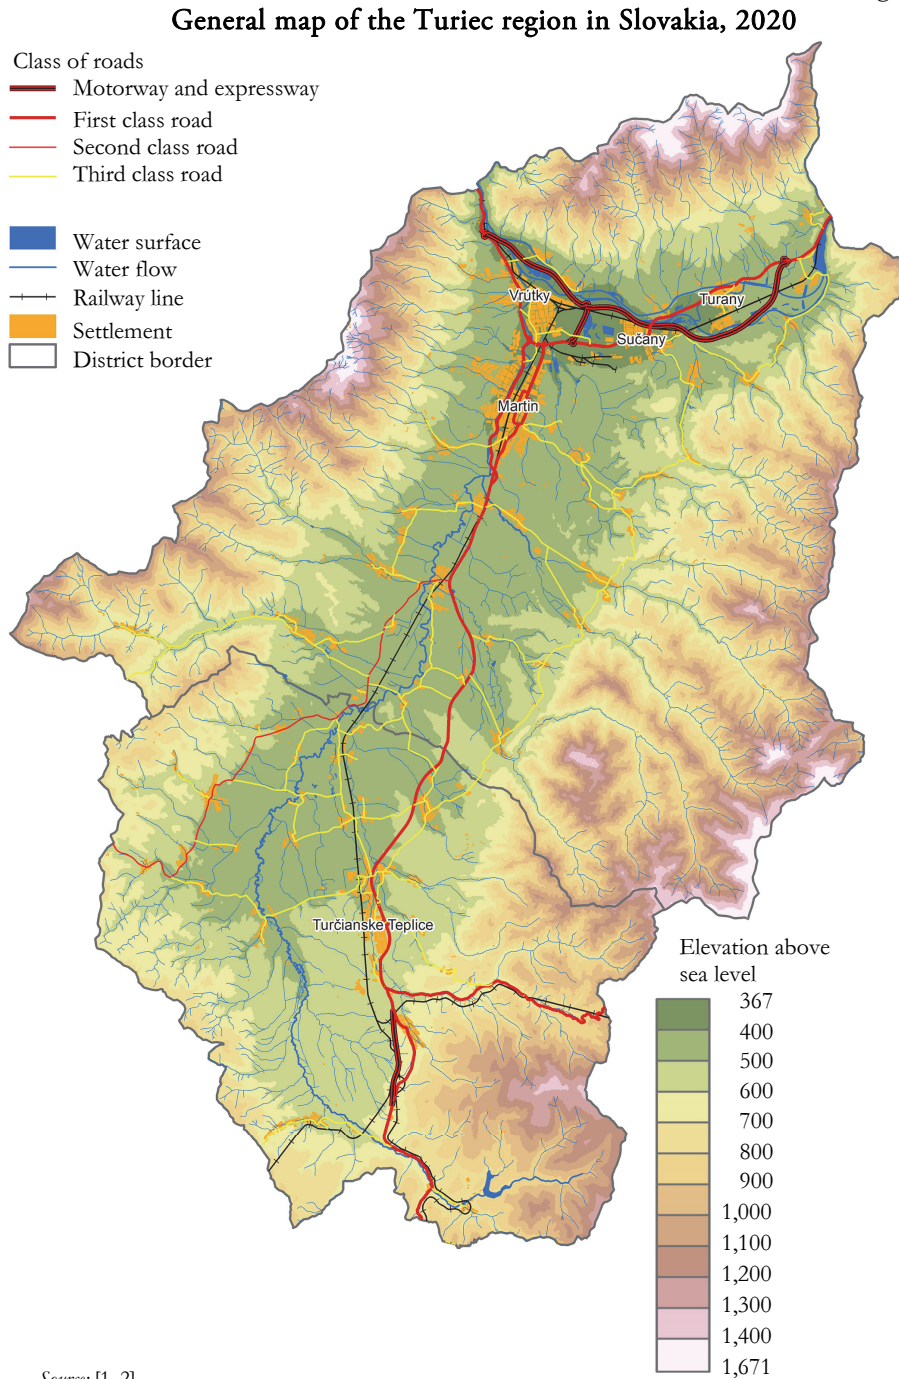 General map of the Turiec region in Slovakia, 2020
Class of roads
Motorway and expressway
First class road
Second class road
Third class road
Water surface
Water flow
Railway line
Settlement
District border
Vrútky
Turany
Sučany
Martin
Turčianske Teplice
Elevation above
sea level
367
400
500
600
700
800
900
1,000
1,100
1,200
1,300
1,400
1,671
Source: [1, 2]